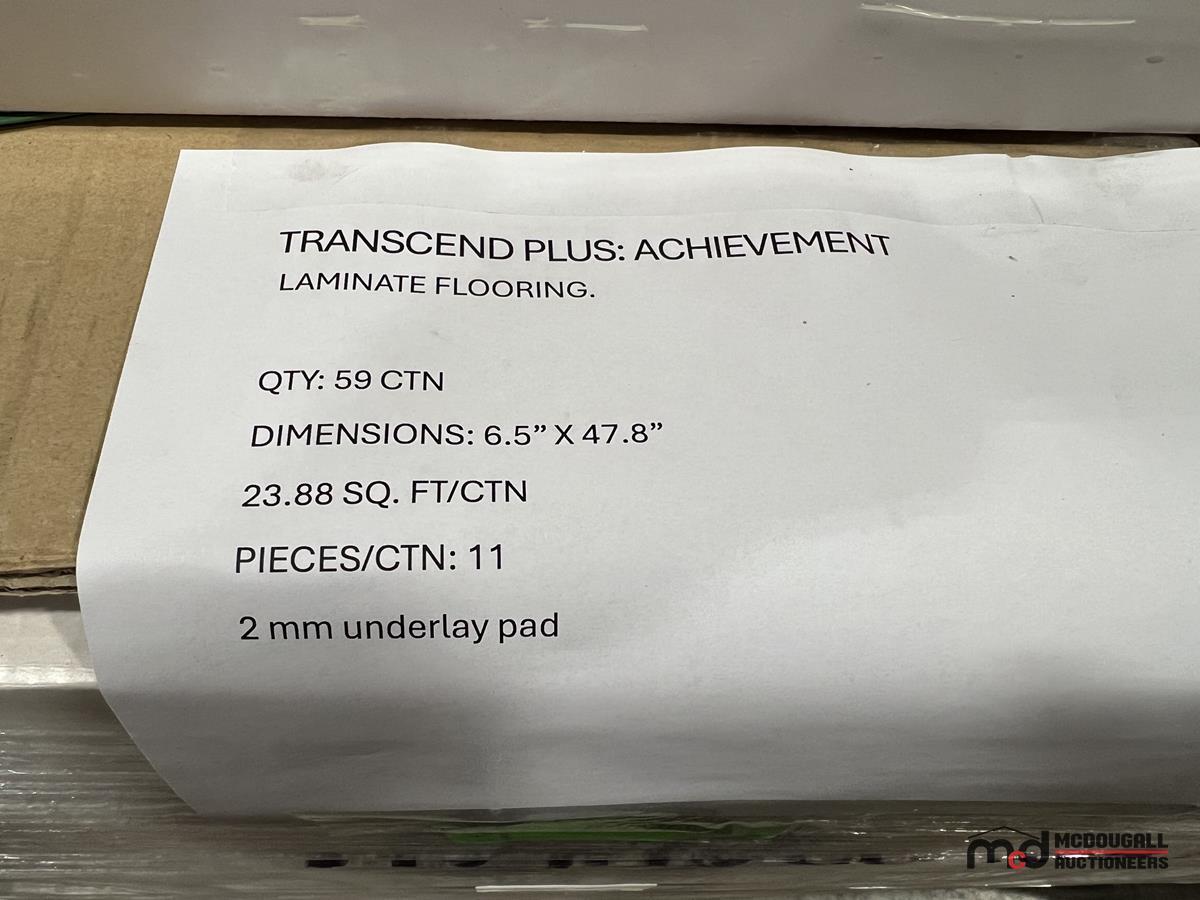 TRANSCEND PLUS: ACHIEVEMENT
LAMINATE FLOORING.
QTY: 59 CTN
DIMENSIONS: 6.5” X 47.8”
23.88 SQ. FT/CTN
PIECES/CTN: 11
2 mm underlay pad
mcd MCDOUGALL
AUCTIONEERS